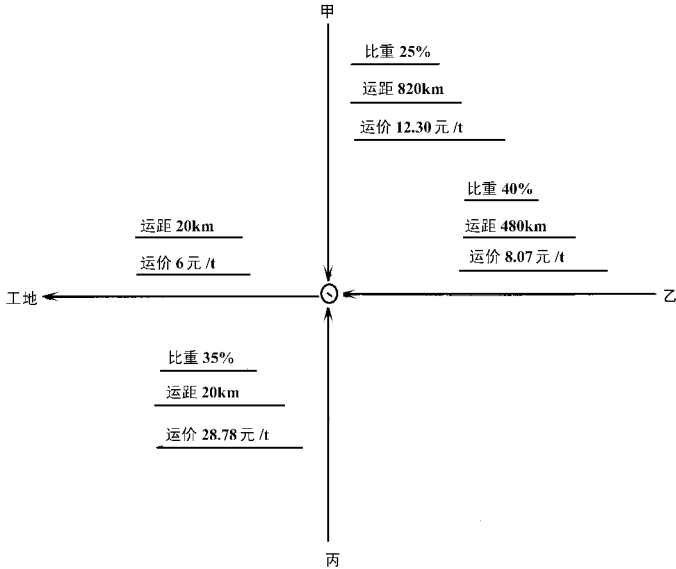 甲
比重 25%
运距 820km
运价 12.30 元 /t
比重 40%
运距 480km
运价 8.07 元 /t
运距 20km
运价 6 元 /t
工地
乙
比重 35%
运距 20km
运价 28.78 元 /t
丙